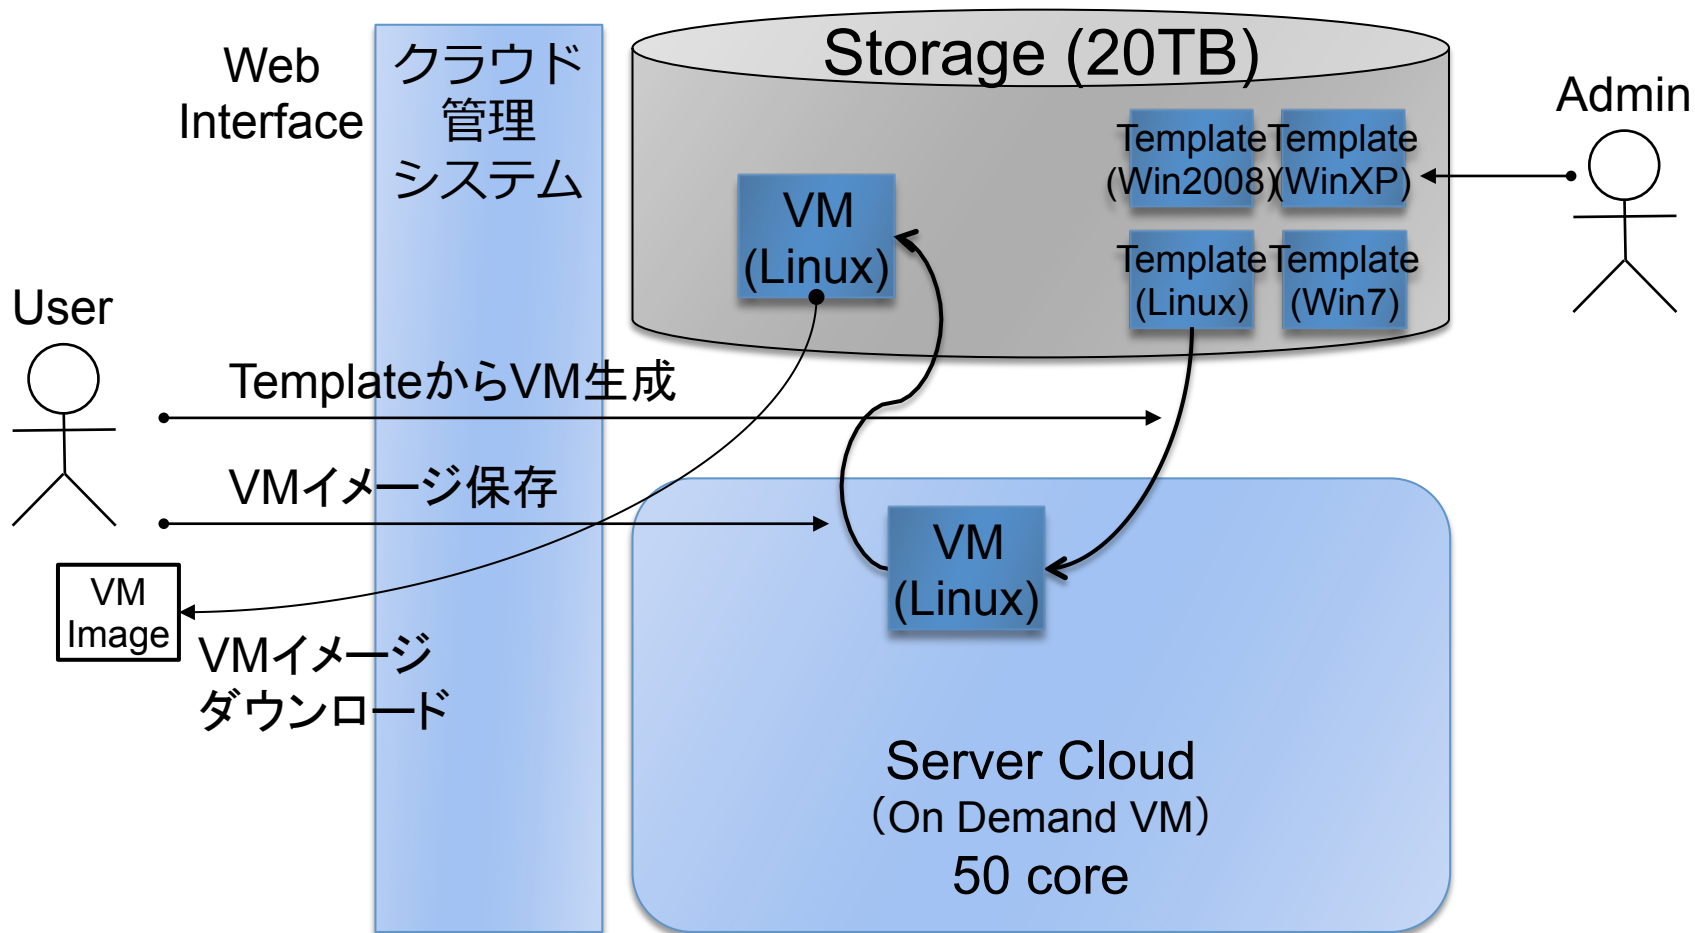 Web
Interface
クラウド
管理
システム
Storage (20TB)
Admin
Template
(Win2008)
Template
(WinXP)
VM
(Linux)
Template
(Linux)
Template
(Win7)
User
TemplateからVM生成
VMイメージ保存
VM
(Linux)
VM
Image
VMイメージ
ダウンロード
Server Cloud
（On Demand VM）
50 core